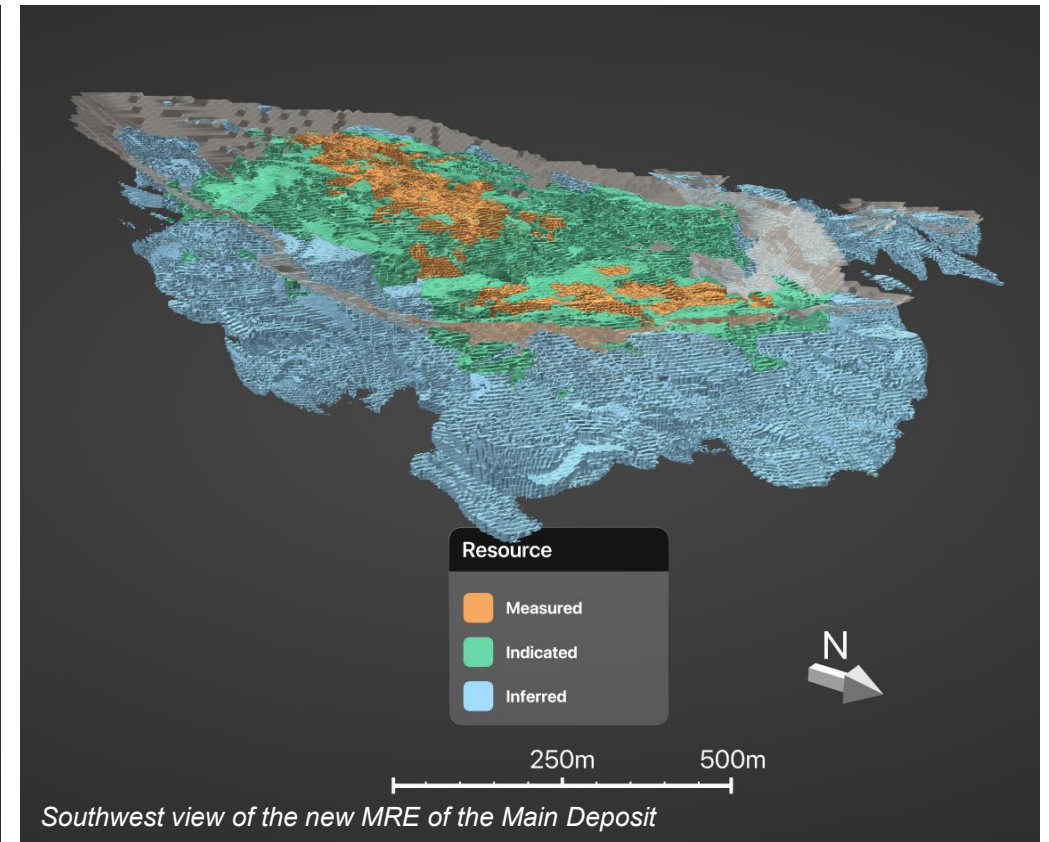 Resource
Measured
Indicated
Inferred
N
250m 500m
Southwest view of the new MRE of the Main Deposit